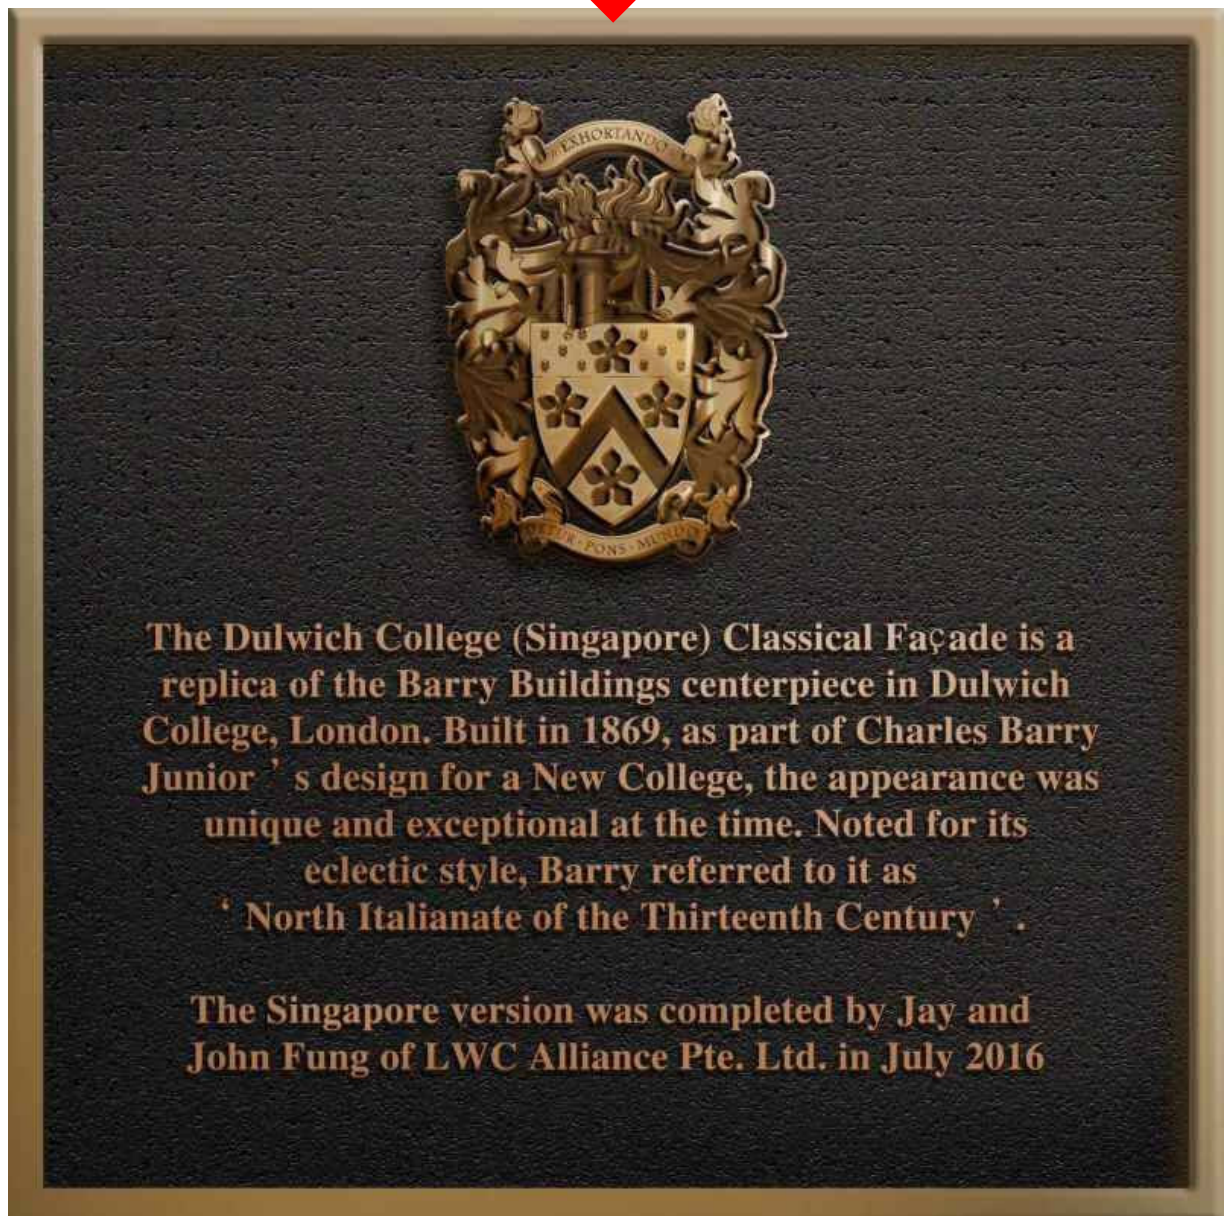 EXHORTANDO
PONS · MUNDO
The Dulwich College (Singapore) Classical Façade is a
replica of the Barry Buildings centerpiece in Dulwich
College, London. Built in 1869, as part of Charles Barry
Junior ’ s design for a New College, the appearance was
unique and exceptional at the time. Noted for its
eclectic style, Barry referred to it as
‘ North Italianate of the Thirteenth Century ’ .
The Singapore version was completed by Jay and
John Fung of LWC Alliance Pte. Ltd. in July 2016